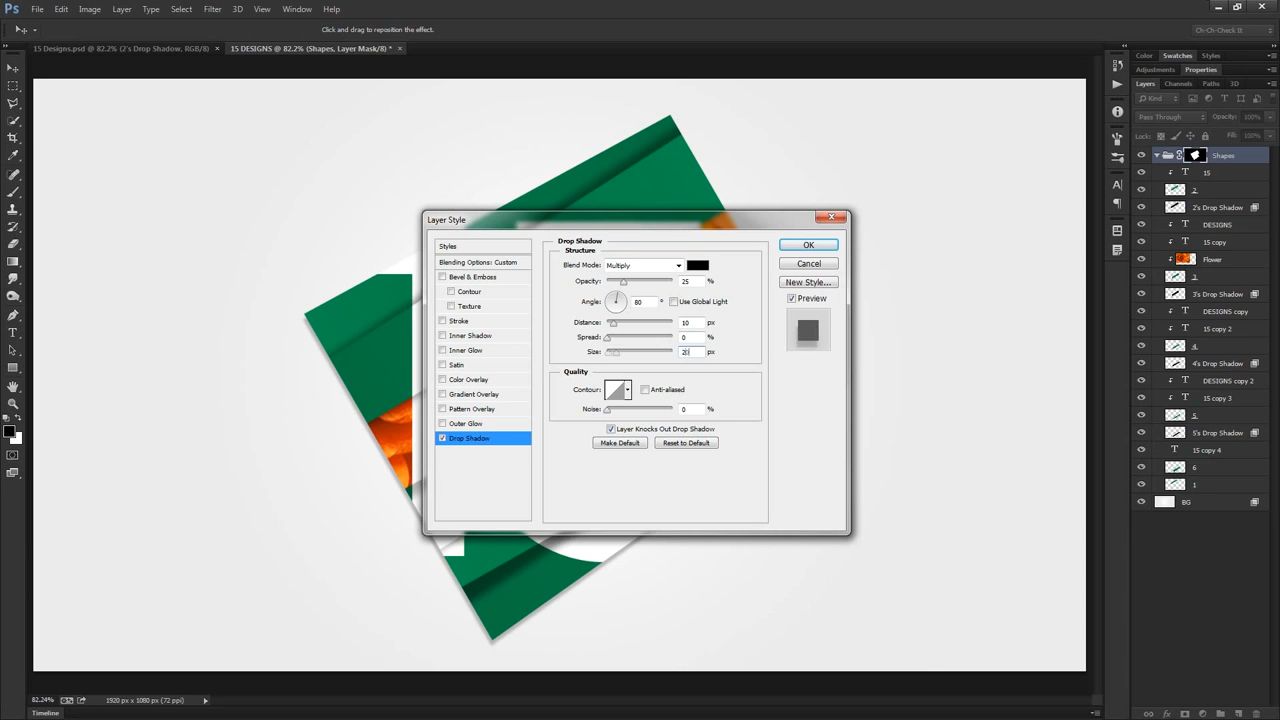 Ps File Edit Image Layer Type Select Filter 3D View Window Help
Click and drag to reposition the effect.
Ch-Ch-Check It
15 Designs.psd @ 82.2% (2's Drop Shadow, RGB/8) × 15 DESIGNS @ 82.2% (Shapes, Layer Mask/8) * ×
Color Swatches Styles
Adjustments Properties
Layers Channels Paths 3D
Kind
Pass Through Opacity: 100%
Lock: Fill: 100%
Shapes
15
2
2's Drop Shadow
DESIGNS
15 copy
Flower
3
3's Drop Shadow
DESIGNS copy
15 copy 2
4
4's Drop Shadow
DESIGNS copy 2
15 copy 3
5
5's Drop Shadow
15 copy 4
6
1
BG
Layer Style
Styles
Blending Options: Custom
Bevel & Emboss
Contour
Texture
Stroke
Inner Shadow
Inner Glow
Satin
Color Overlay
Gradient Overlay
Pattern Overlay
Outer Glow
Drop Shadow
Drop Shadow
Structure
Blend Mode: Multiply
Opacity: 25 %
Angle: 80 ° Use Global Light
Distance: 10 px
Spread: 0 %
Size: 20 px
Quality
Contour: Anti-aliased
Noise: 0 %
Layer Knocks Out Drop Shadow
Make Default Reset to Default
OK
Cancel
New Style...
Preview
82.24% 1920 px x 1080 px (72 ppi)
Timeline